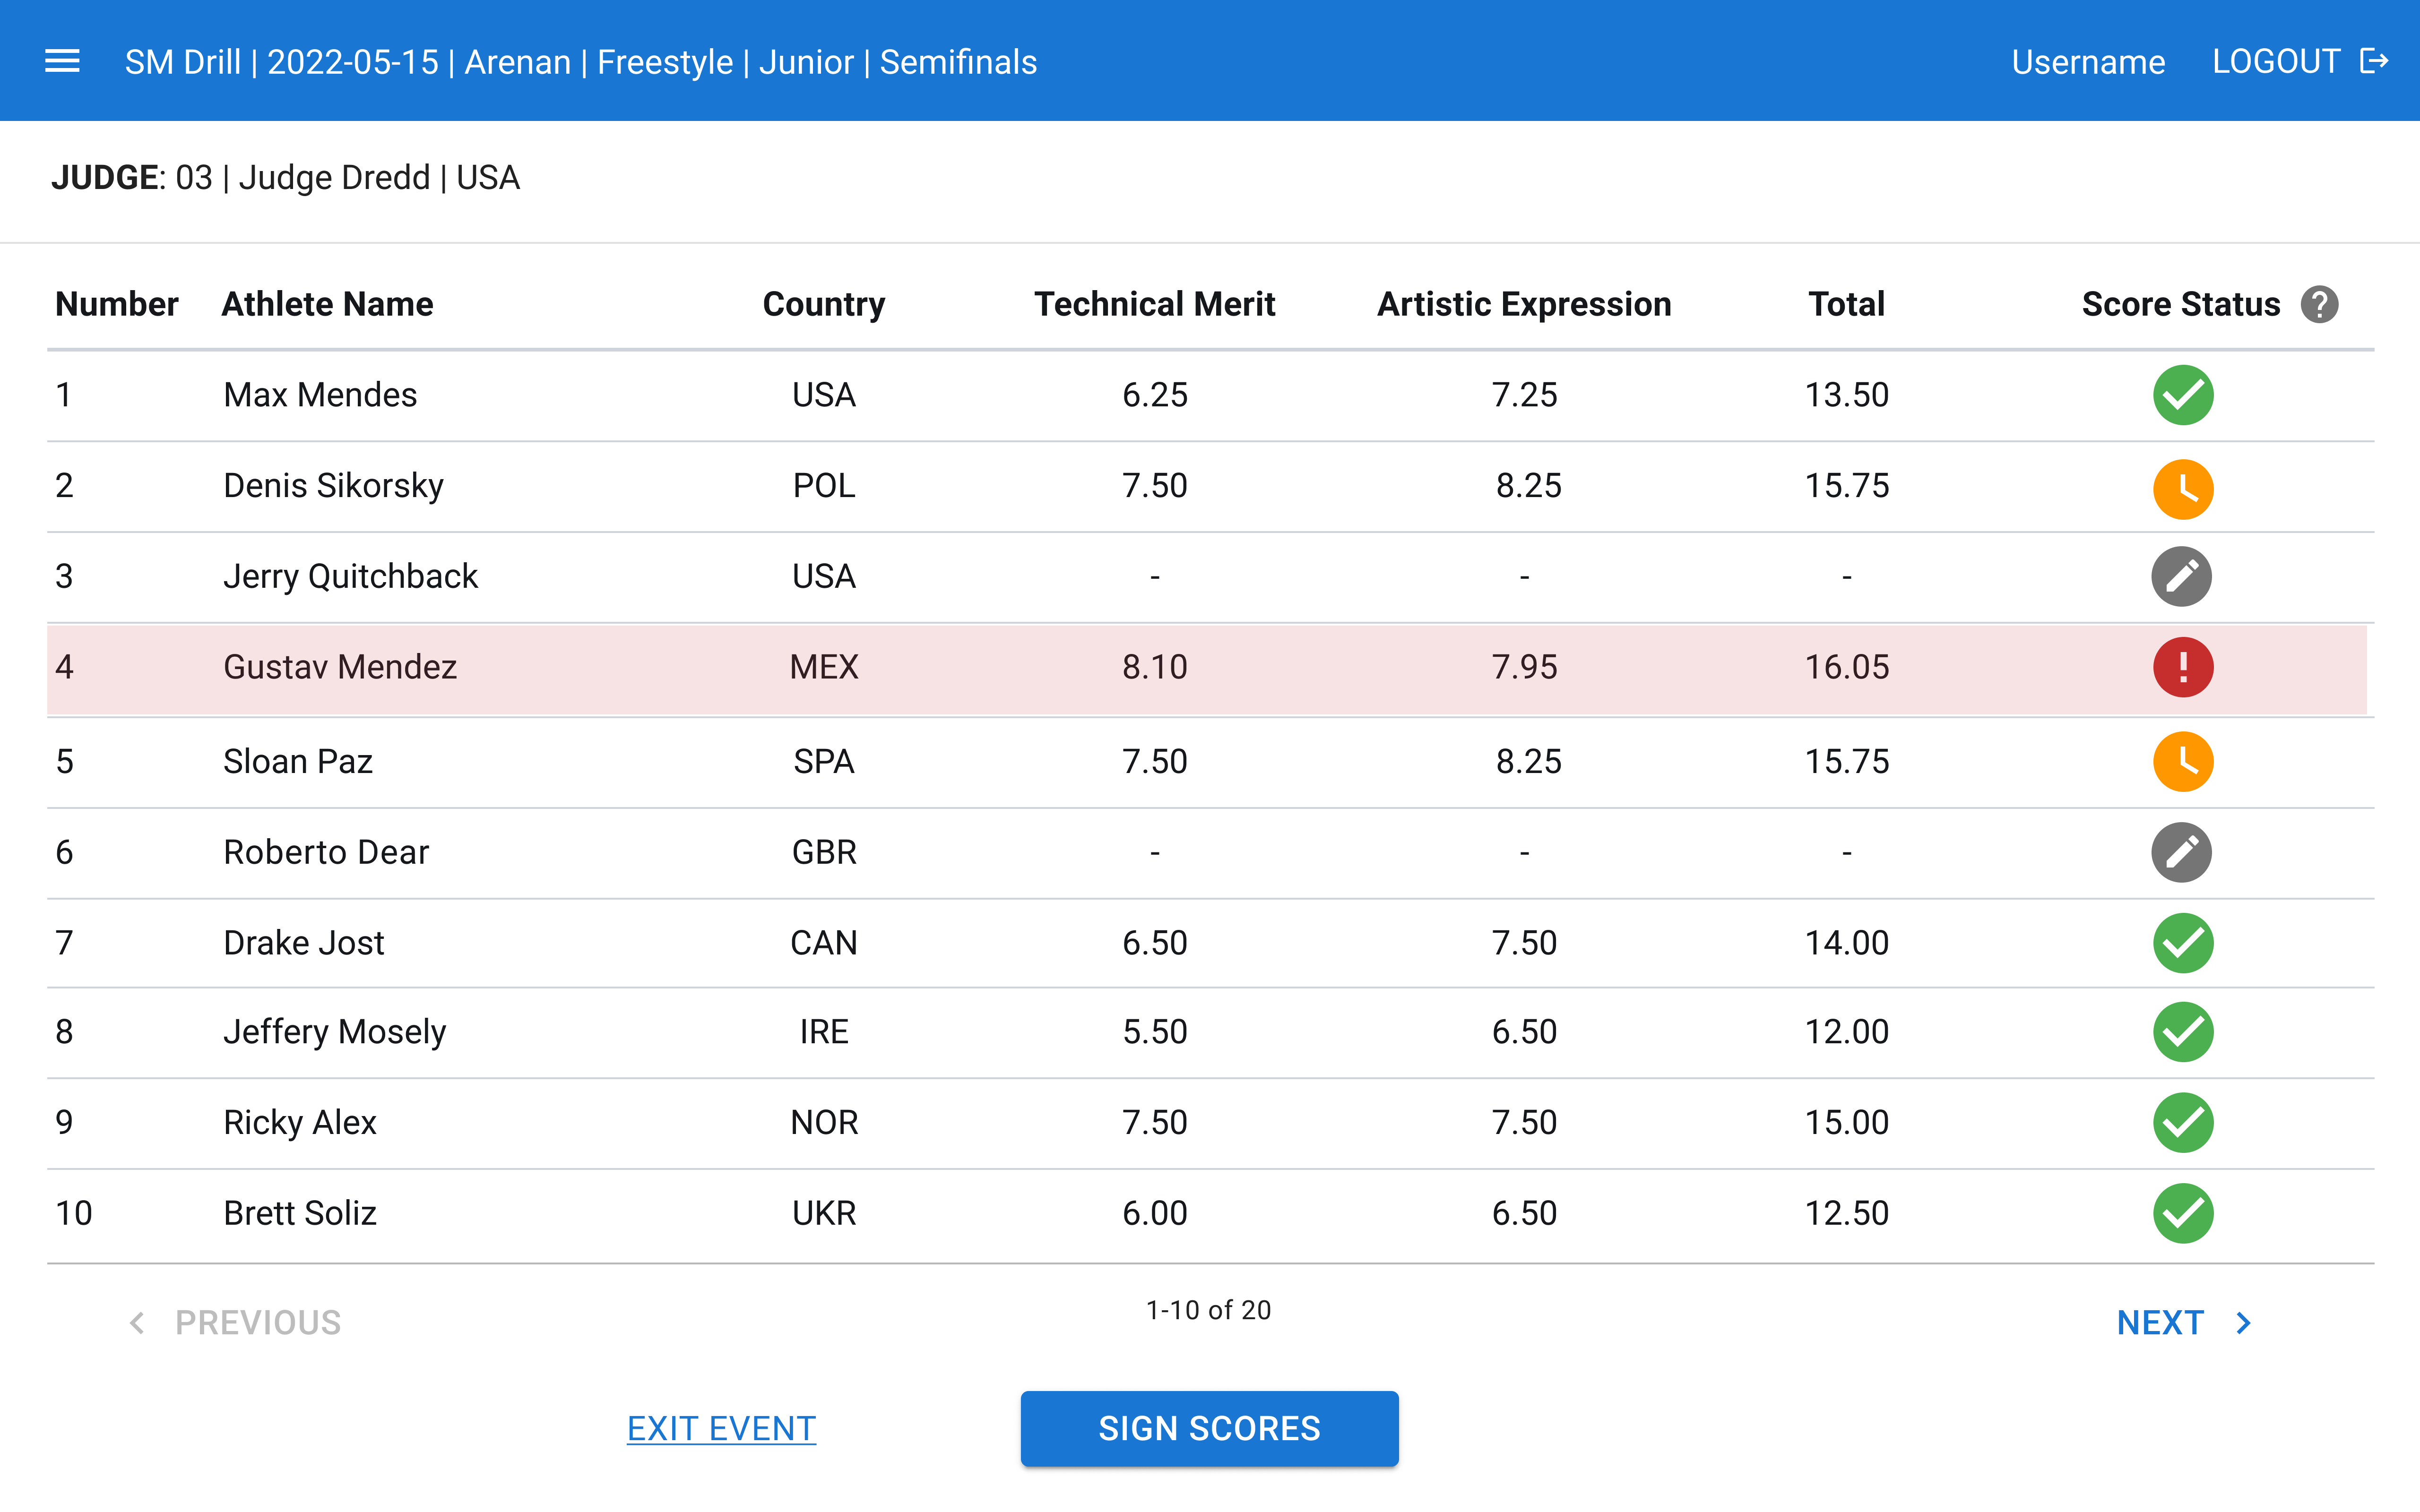 SM Drill | 2022-05-15 | Arenan | Freestyle | Junior | Semifinals Username LOGOUT
JUDGE: 03 | Judge Dredd | USA
Number Athlete Name Country Technical Merit Artistic Expression Total Score Status ?
1 Max Mendes USA 6.25 7.25 13.50
2 Denis Sikorsky POL 7.50 8.25 15.75
3 Jerry Quitchback USA - - -
4 Gustav Mendez MEX 8.10 7.95 16.05 !
5 Sloan Paz SPA 7.50 8.25 15.75
6 Roberto Dear GBR - - -
7 Drake Jost CAN 6.50 7.50 14.00
8 Jeffery Mosely IRE 5.50 6.50 12.00
9 Ricky Alex NOR 7.50 7.50 15.00
10 Brett Soliz UKR 6.00 6.50 12.50
PREVIOUS 1-10 of 20 NEXT
EXIT EVENT SIGN SCORES